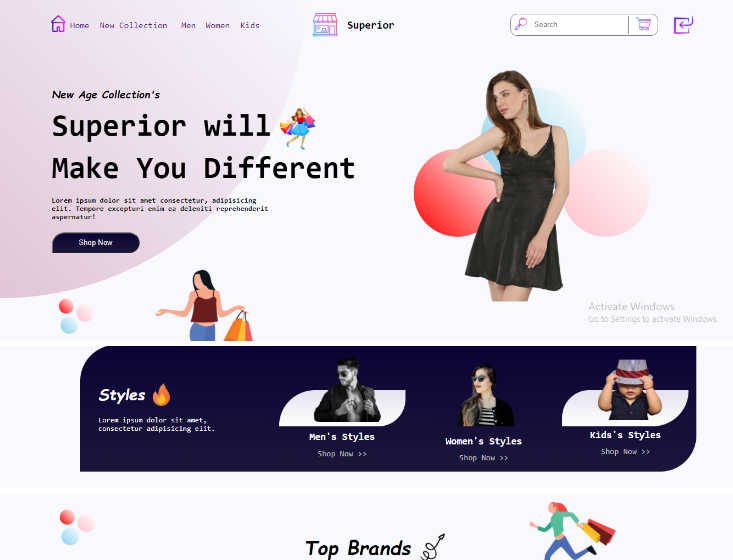 Home New Collection Men Women Kids
Superior
Search
New Age Collection's
Superior will
Make You Different
Lorem ipsum dolor sit amet consectetur, adipisicing
elit. Tempore excepturi enim ea deleniti reprehenderit
aspernatur!
Shop Now
Activate Windows
Go to Settings to activate Windows.
Styles
Lorem ipsum dolor sit amet,
consectetur adipisicing elit.
Men's Styles
Shop Now >>
Women's Styles
Shop Now >>
Kid's Styles
Shop Now >>
Top Brands